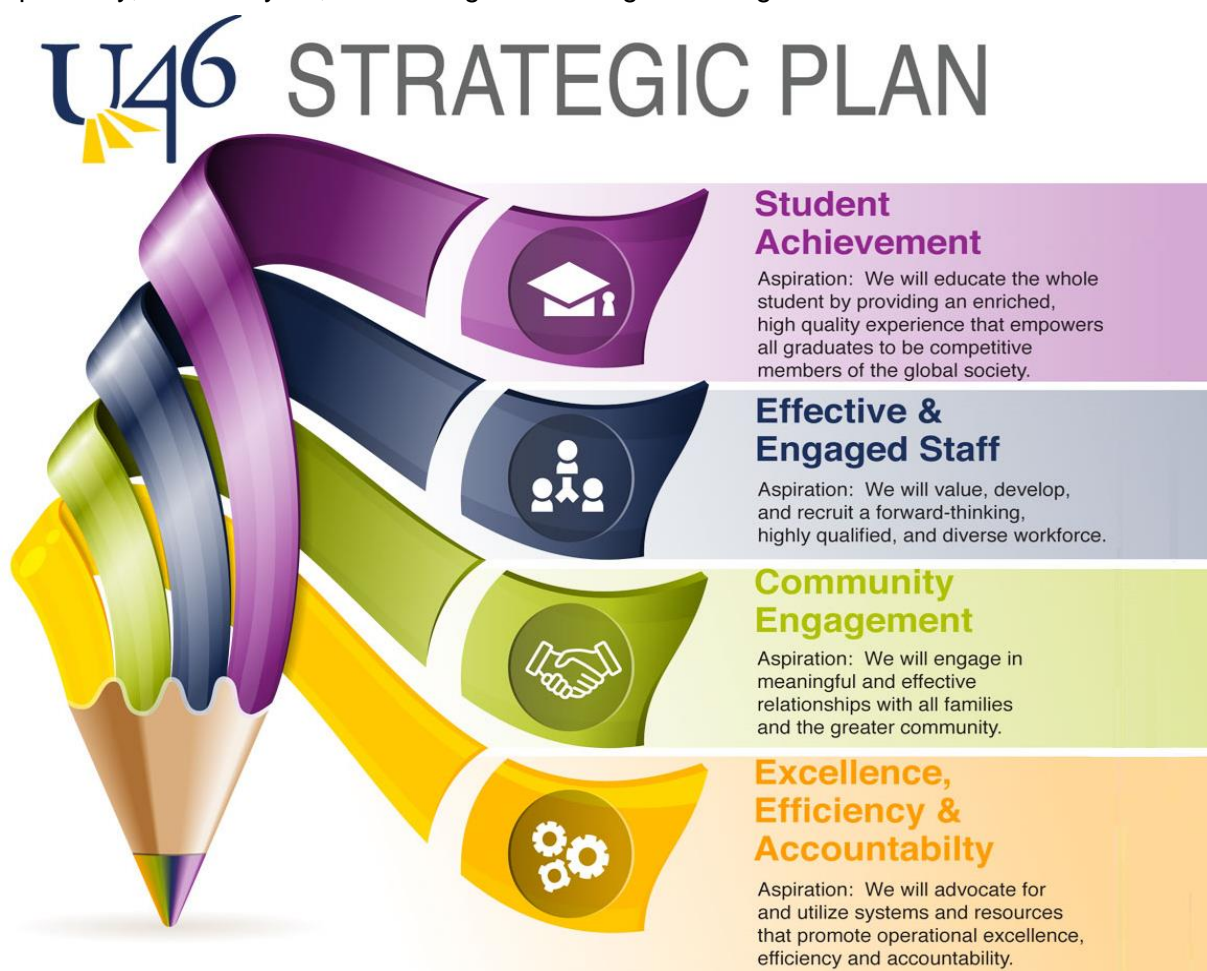 U46 STRATEGIC PLAN
Student
Achievement
Aspiration: We will educate the whole
student by providing an enriched,
high quality experience that empowers
all graduates to be competitive
members of the global society.
Effective &
Engaged Staff
Aspiration: We will value, develop,
and recruit a forward-thinking,
highly qualified, and diverse workforce.
Community
Engagement
Aspiration: We will engage in
meaningful and effective
relationships with all families
and the greater community.
Excellence,
Efficiency &
Accountabilty
Aspiration: We will advocate for
and utilize systems and resources
that promote operational excellence,
efficiency and accountability.